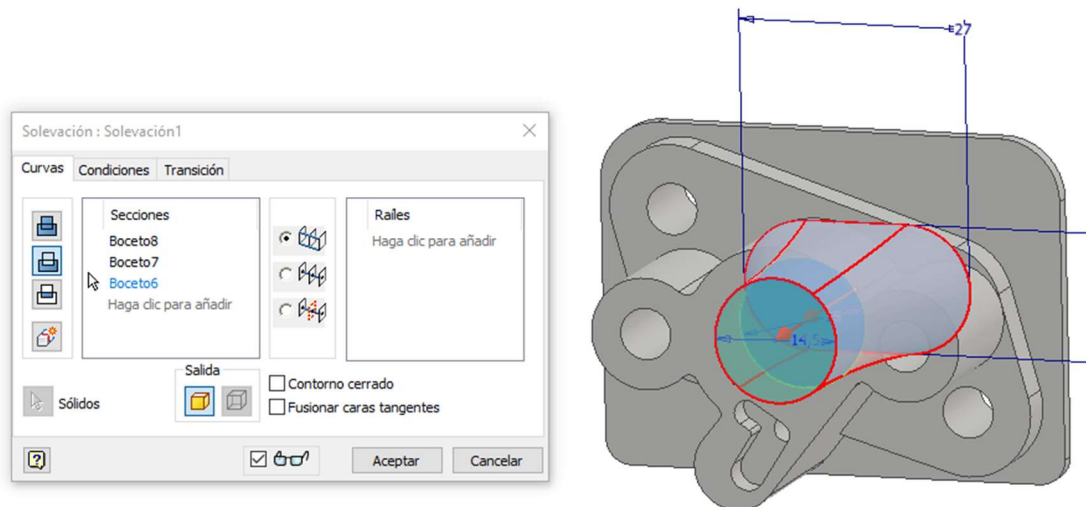 Solevación : Solevación1
Curvas
Condiciones
Transición
Secciones
Boceto8
Boceto7
Boceto6
Haga clic para añadir
Raíles
Haga clic para añadir
Sólidos
Salida
Contorno cerrado
Fusionar caras tangentes
Aceptar
Cancelar
27
14,5